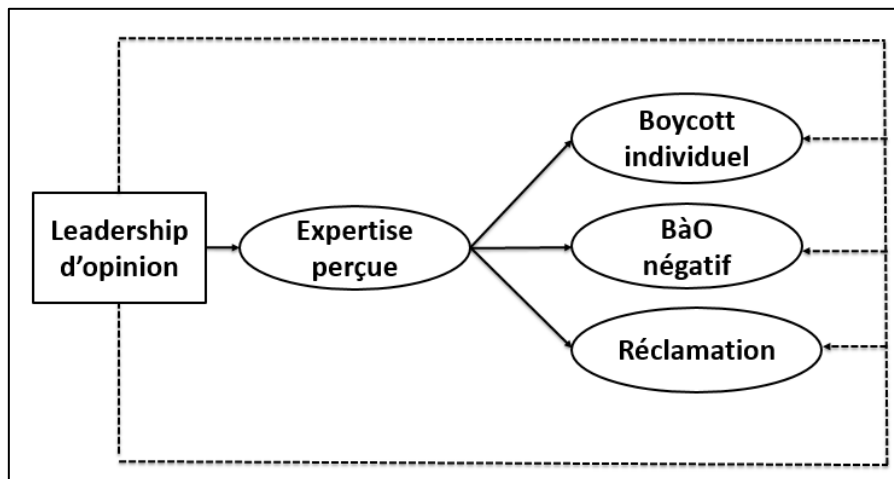 Leadership
d'opinion
Expertise
perçue
Boycott
individuel
BàO
négatif
Réclamation